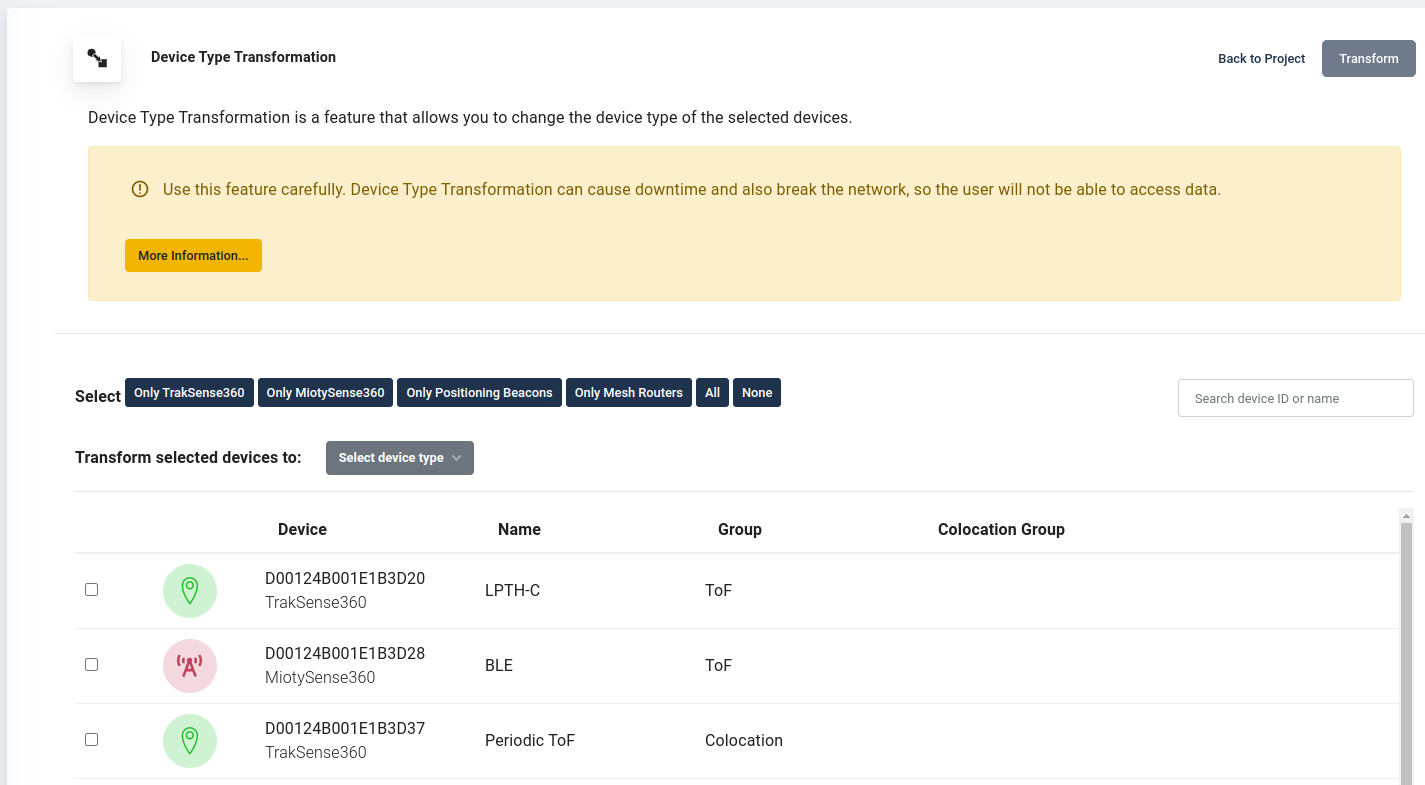 Device Type Transformation
Back to Project
Transform
Device Type Transformation is a feature that allows you to change the device type of the selected devices.
Use this feature carefully. Device Type Transformation can cause downtime and also break the network, so the user will not be able to access data.
More Information...
Select Only TrakSense360 Only MiotySense360 Only Positioning Beacons Only Mesh Routers All None
Search device ID or name
Transform selected devices to: Select device type
Device Name Group Colocation Group
D00124B001E1B3D20
TrakSense360
LPTH-C
ToF
D00124B001E1B3D28
MiotySense360
BLE
ToF
D00124B001E1B3D37
TrakSense360
Periodic ToF
Colocation